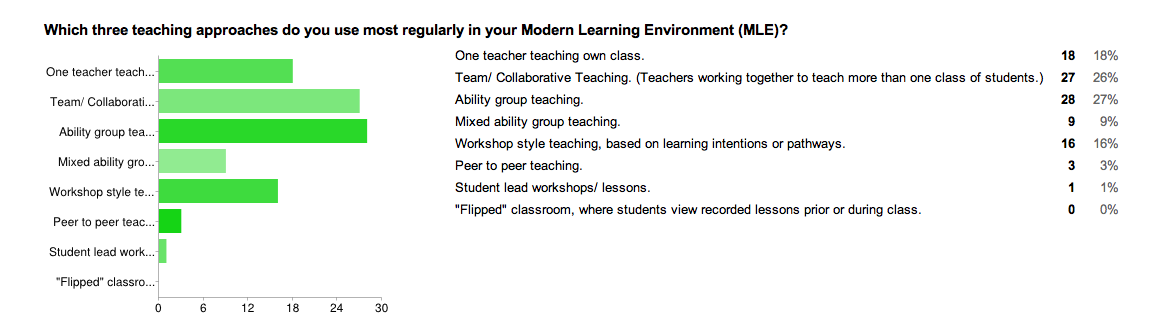 Which three teaching approaches do you use most regularly in your Modern Learning Environment (MLE)?
One teacher teach...
Team/ Collaborati...
Ability group tea...
Mixed ability gro...
Workshop style te...
Peer to peer teac...
Student lead work...
"Flipped" classro...
0 6 12 18 24 30
One teacher teaching own class. 18 18%
Team/ Collaborative Teaching. (Teachers working together to teach more than one class of students.) 27 26%
Ability group teaching. 28 27%
Mixed ability group teaching. 9 9%
Workshop style teaching, based on learning intentions or pathways. 16 16%
Peer to peer teaching. 3 3%
Student lead workshops/ lessons. 1 1%
"Flipped" classroom, where students view recorded lessons prior or during class. 0 0%